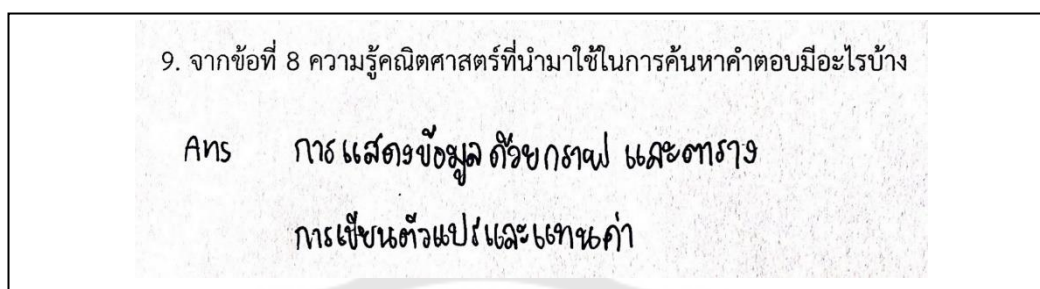 9. จากข้อที่ 8 ความรู้คณิตศาสตร์ที่นำมาใช้ในการค้นหาคำตอบมีอะไรบ้าง
Ans การแสดงข้อมูลด้วยกราฟ และตาราง
การเขียนตัวแปรและแทนค่า